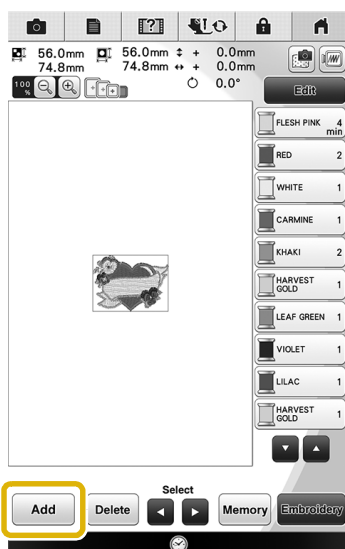 56.0mm 56.0mm + 0.0mm
74.8mm 74.8mm + 0.0mm
100 % 0.0°
Edit
FLESH PINK 4
min
RED 2
WHITE 1
CARMINE 1
KHAKI 2
HARVEST
GOLD 1
LEAF GREEN 1
VIOLET 1
LILAC 1
HARVEST
GOLD 1
Select
Add Delete Memory Embroidery